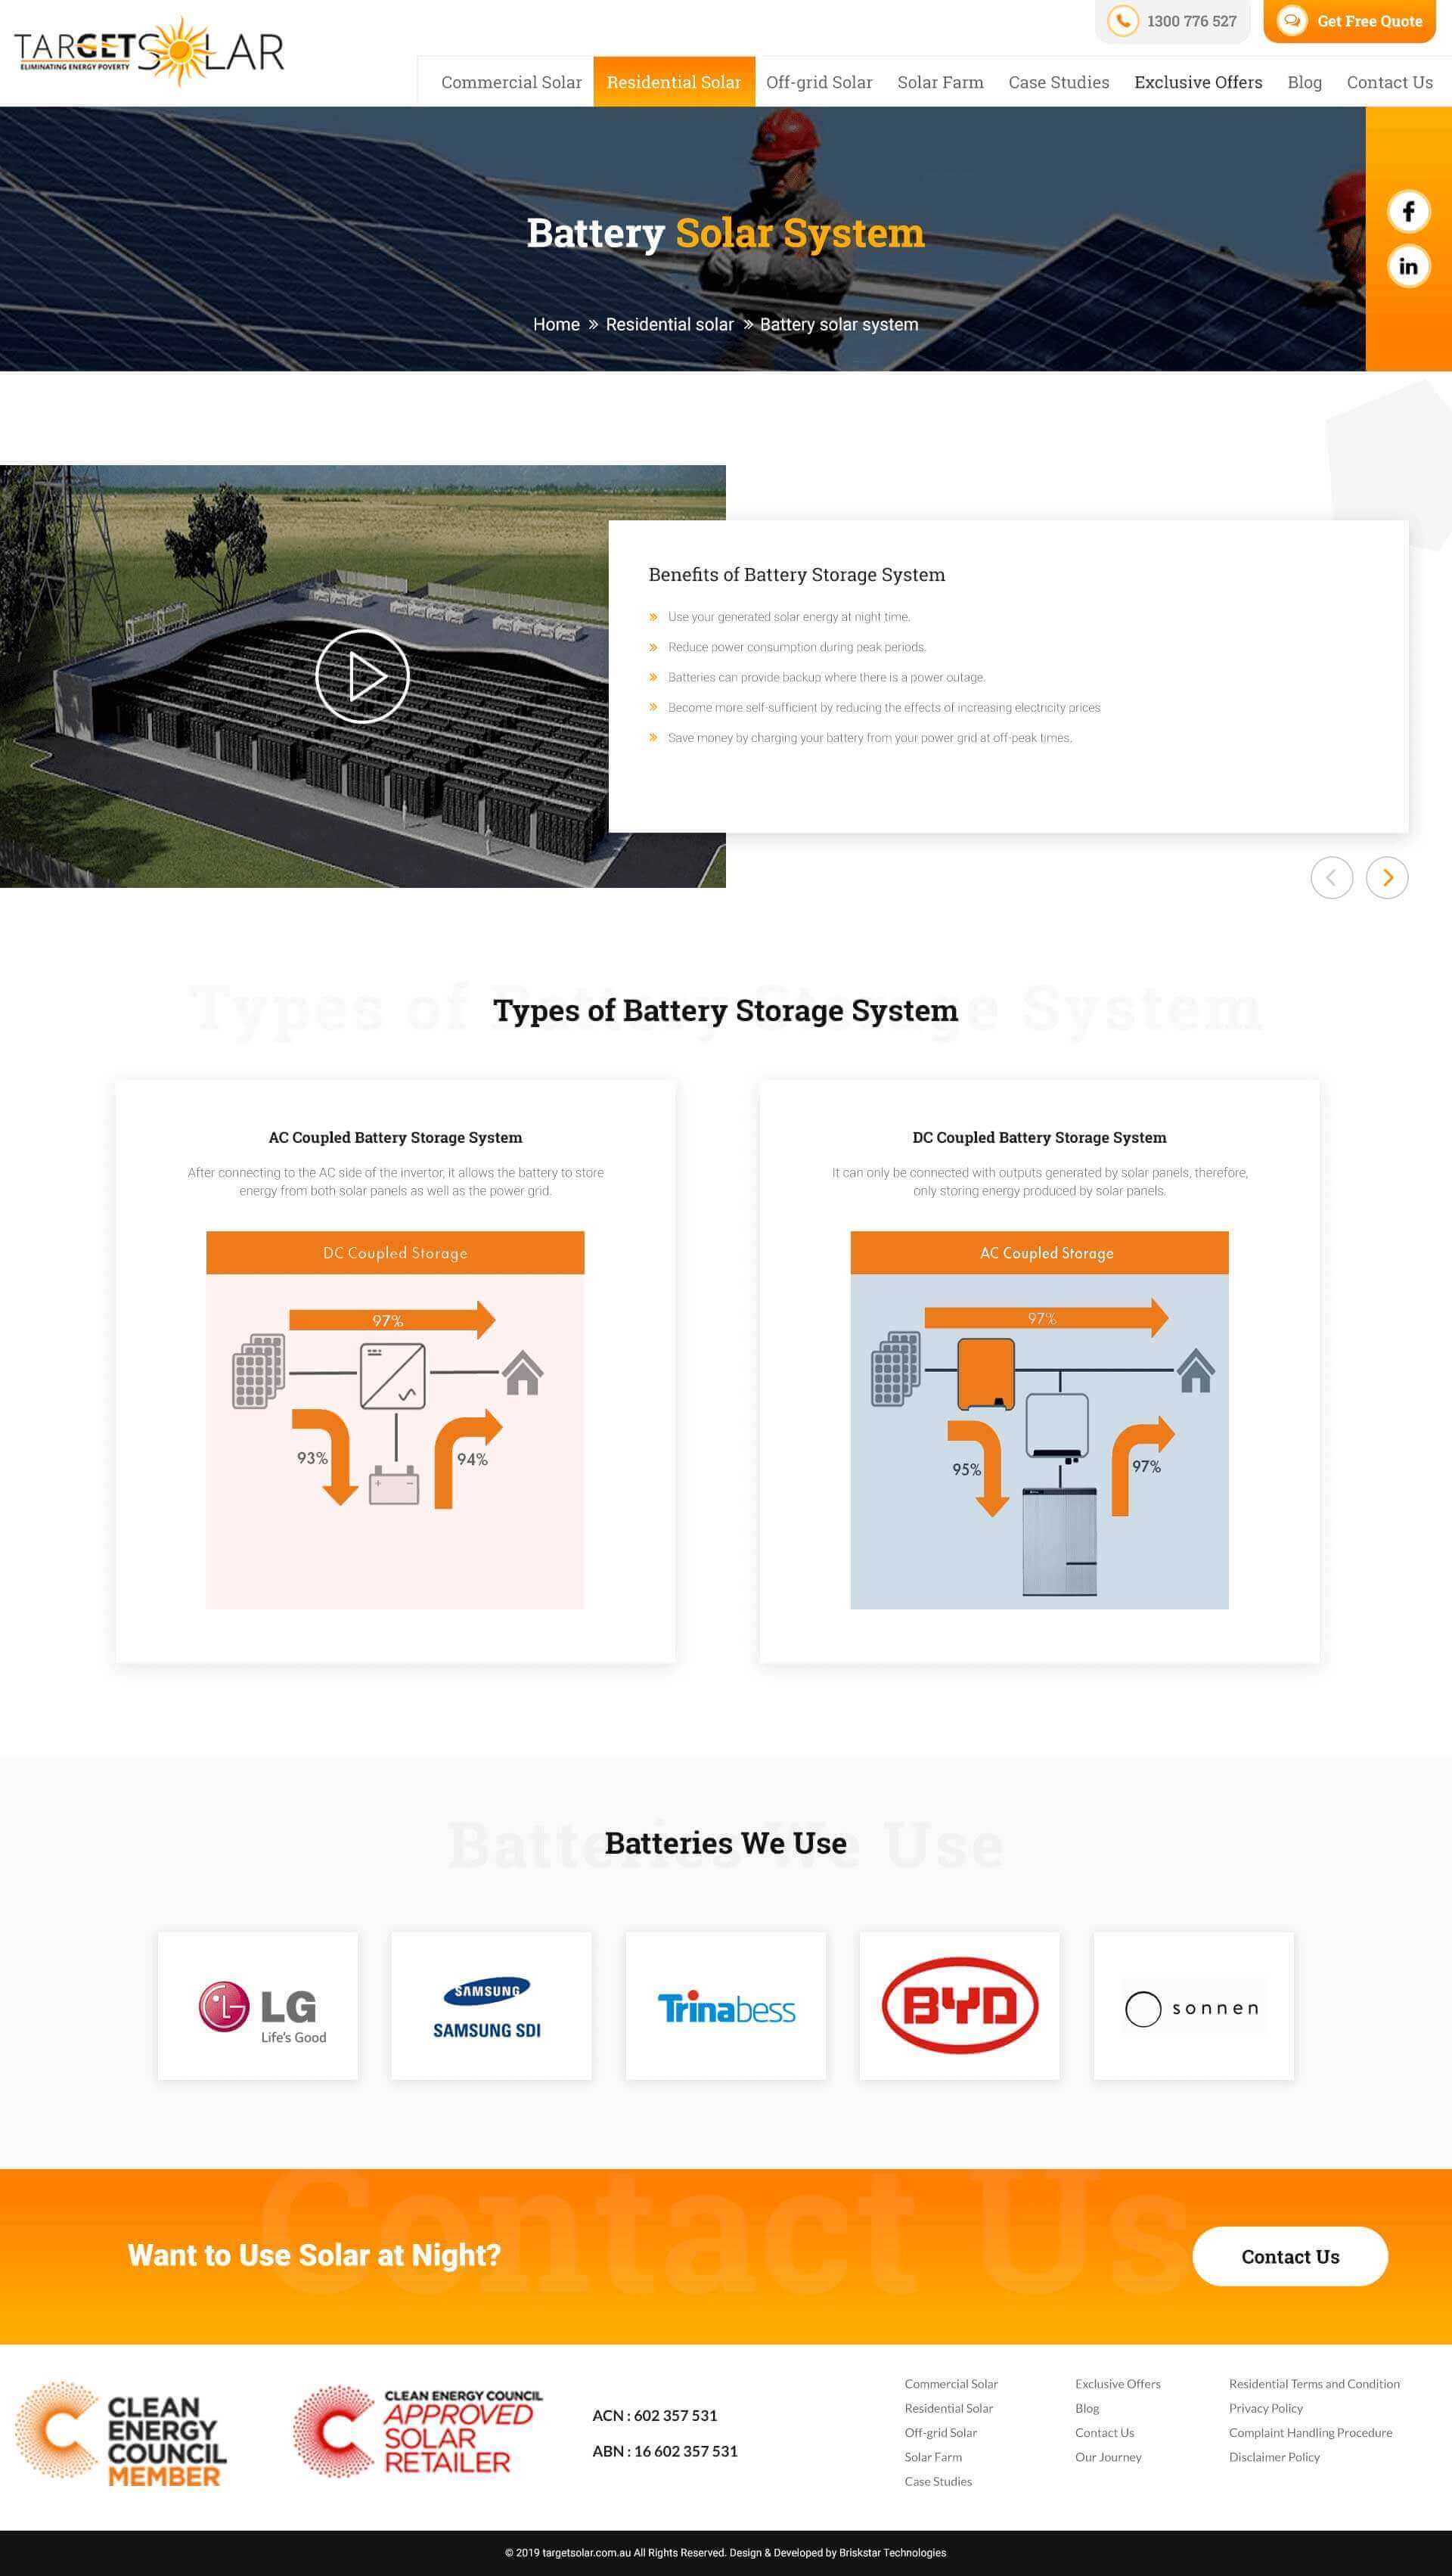 TARGETSOLAR
ELIMINATING ENERGY POVERTY
1300 776 527
Get Free Quote
Commercial Solar
Residential Solar
Off-grid Solar
Solar Farm
Case Studies
Exclusive Offers
Blog
Contact Us
Battery Solar System
Home » Residential solar » Battery solar system
f
in
Benefits of Battery Storage System
» Use your generated solar energy at night time.
» Reduce power consumption during peak periods.
» Batteries can provide backup where there is a power outage.
» Become more self-sufficient by reducing the effects of increasing electricity prices
» Save money by charging your battery from your power grid at off-peak times.
Types of Battery Storage System
Types of Battery Storage System
AC Coupled Battery Storage System
After connecting to the AC side of the invertor, it allows the battery to store
energy from both solar panels as well as the power grid.
DC Coupled Storage
97%
93%
94%
DC Coupled Battery Storage System
It can only be connected with outputs generated by solar panels, therefore,
only storing energy produced by solar panels.
AC Coupled Storage
97%
95%
97%
Batteries We Use
Batteries We Use
LG
Life's Good
SAMSUNG
SAMSUNG SDI
Trinabess
BYD
sonnen
Contact Us
Want to Use Solar at Night?
Contact Us
CLEAN
ENERGY
COUNCIL
MEMBER
CLEAN ENERGY COUNCIL
APPROVED
SOLAR
RETAILER
ACN : 602 357 531
ABN : 16 602 357 531
Commercial Solar
Residential Solar
Off-grid Solar
Solar Farm
Case Studies
Exclusive Offers
Blog
Contact Us
Our Journey
Residential Terms and Condition
Privacy Policy
Complaint Handling Procedure
Disclaimer Policy
© 2019 targetsolar.com.au All Rights Reserved. Design & Developed by Briskstar Technologies